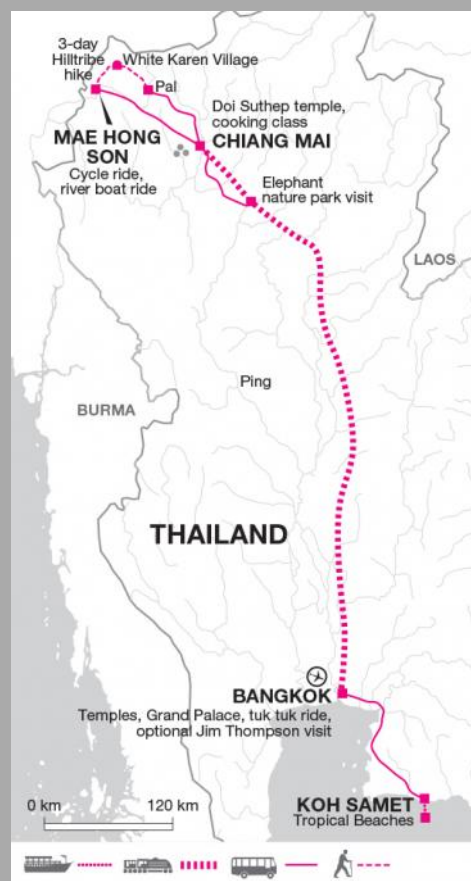 3-day
Hilltribe
hike
White Karen Village
Pal
MAE HONG
SON
Cycle ride,
river boat ride
Doi Suthep temple,
cooking class
CHIANG MAI
Elephant
nature park visit
LAOS
Ping
BURMA
THAILAND
BANGKOK
Temples, Grand Palace, tuk tuk ride,
optional Jim Thompson visit
0 km 120 km
KOH SAMET
Tropical Beaches